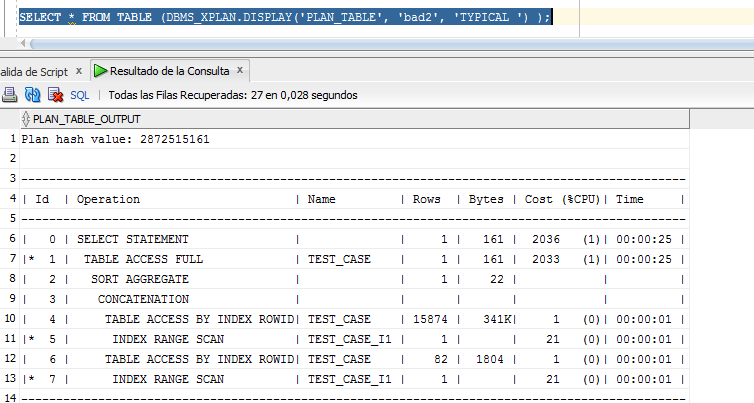 SELECT * FROM TABLE (DBMS_XPLAN.DISPLAY('PLAN_TABLE', 'bad2', 'TYPICAL ') );
alida de Script x Resultado de la Consulta x
SQL | Todas las Filas Recuperadas: 27 en 0,028 segundos
PLAN_TABLE_OUTPUT
1 Plan hash value: 2872515161
2
3 ---------------------------------------------------------------------------------------------------
4 | Id | Operation | Name | Rows | Bytes | Cost (%CPU)| Time |
5 ---------------------------------------------------------------------------------------------------
6 | 0 | SELECT STATEMENT | | 1 | 161 | 2036 (1)| 00:00:25 |
7 |* 1 | TABLE ACCESS FULL | TEST_CASE | 1 | 161 | 2033 (1)| 00:00:25 |
8 | 2 | SORT AGGREGATE | | 1 | 22 | | |
9 | 3 | CONCATENATION | | | | | |
10 | 4 | TABLE ACCESS BY INDEX ROWID| TEST_CASE | 15874 | 341K| 1 (0)| 00:00:01 |
11 |* 5 | INDEX RANGE SCAN | TEST_CASE_I1 | 1 | | 21 (0)| 00:00:01 |
12 | 6 | TABLE ACCESS BY INDEX ROWID| TEST_CASE | 82 | 1804 | 1 (0)| 00:00:01 |
13 |* 7 | INDEX RANGE SCAN | TEST_CASE_I1 | 1 | | 21 (0)| 00:00:01 |
14 ---------------------------------------------------------------------------------------------------